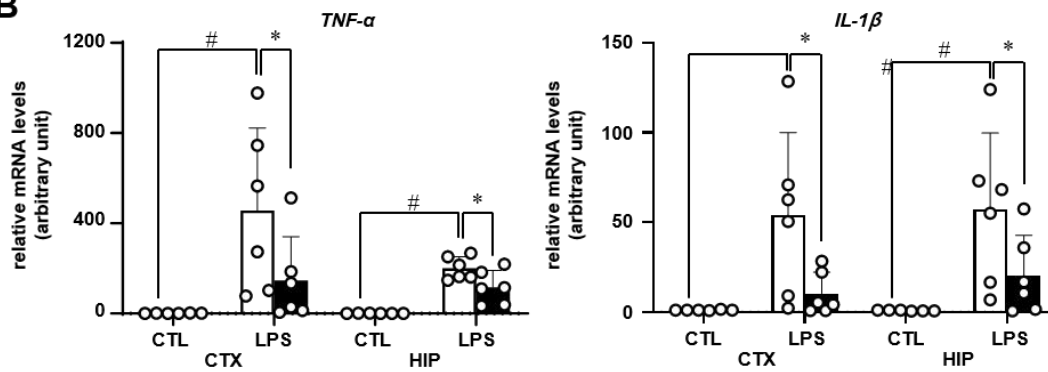 B
TNF-α
IL-1β
relative mRNA levels
(arbitrary unit)
1200
800
400
0
# *
# *
CTL LPS CTL LPS
CTX HIP
relative mRNA levels
(arbitrary unit)
150
100
50
0
*
# # *
CTL LPS CTL LPS
CTX HIP